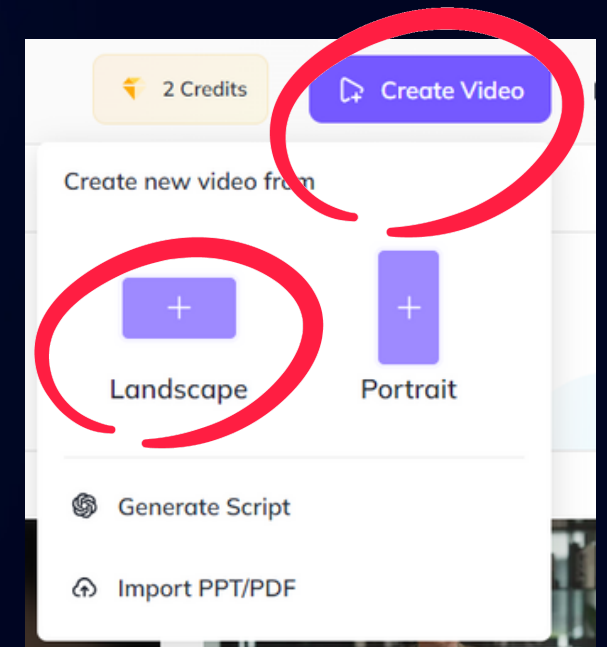 2 Credits
Create Video
Create new video from
Landscape
Portrait
Generate Script
Import PPT/PDF